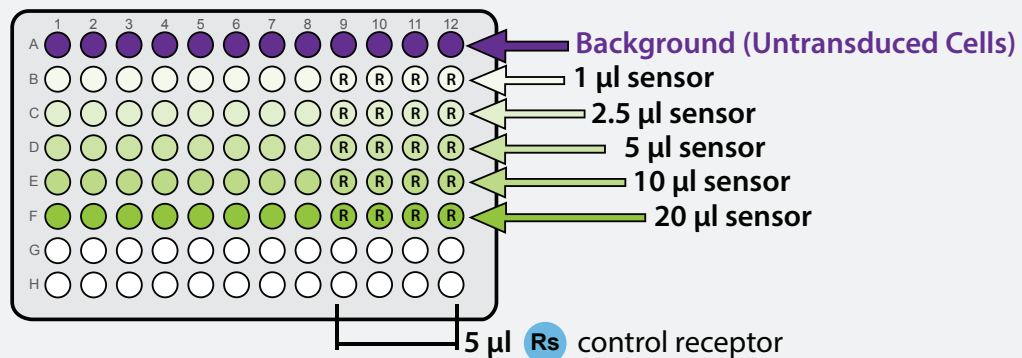 1 2 3 4 5 6 7 8 9 10 11 12
A Background (Untransduced Cells)
B R R R R 1 µl sensor
C R R R R 2.5 µl sensor
D R R R R 5 µl sensor
E R R R R 10 µl sensor
F R R R R 20 µl sensor
G
H
5 µl Rs control receptor